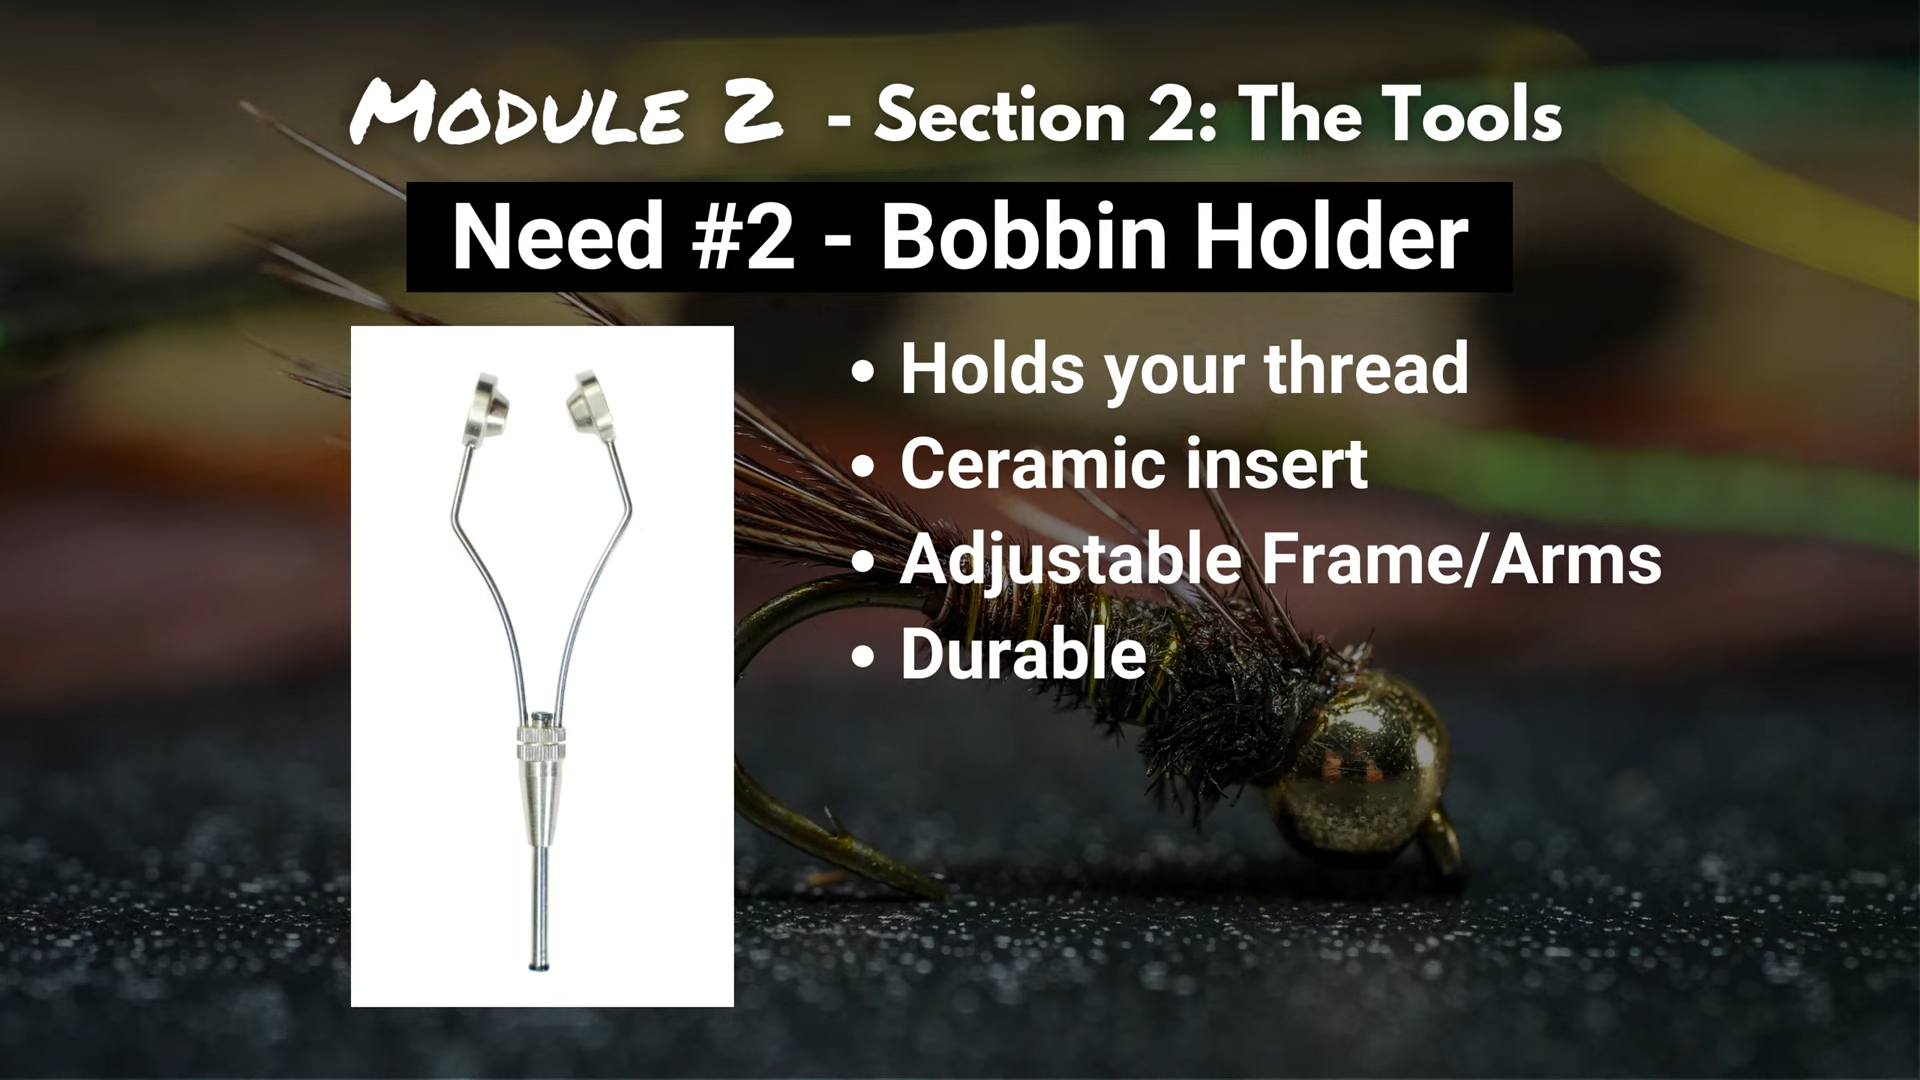 Module 2 - Section 2: The Tools
Need #2 - Bobbin Holder
• Holds your thread
• Ceramic insert
• Adjustable Frame/Arms
• Durable